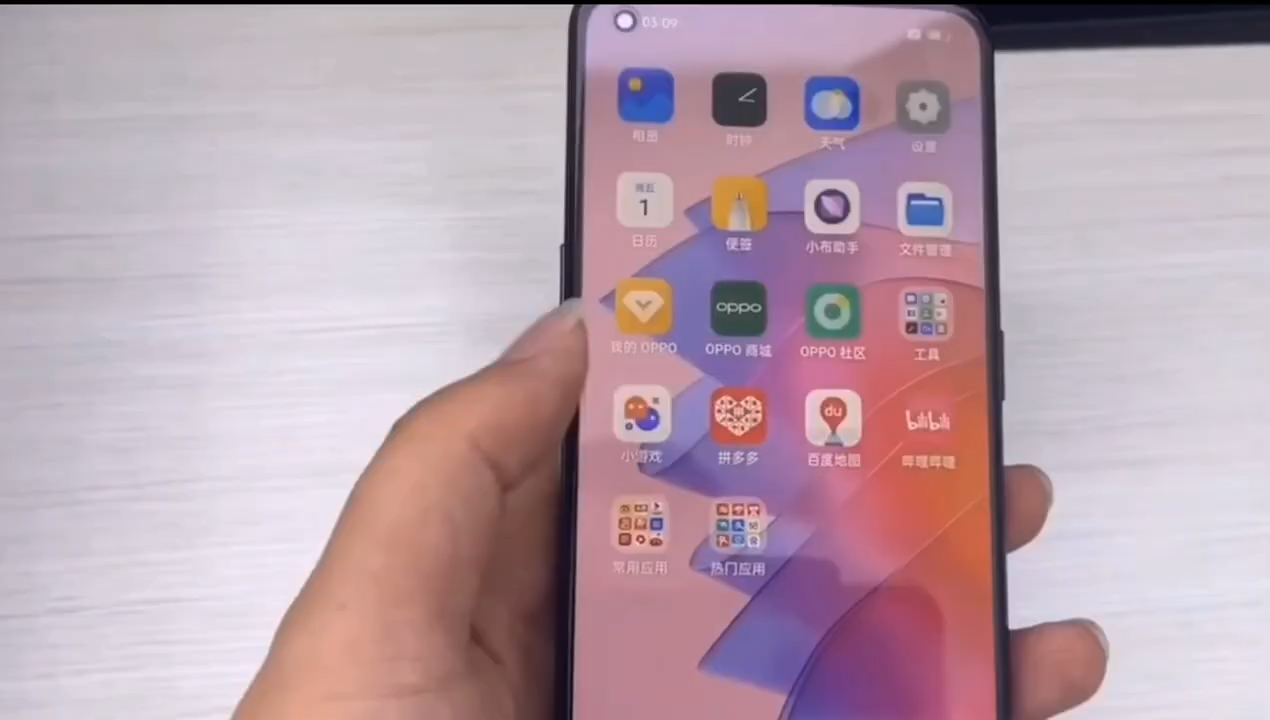 03:09
相册
时钟
天气
设置
周五
1
日历
便签
小布助手
文件管理
我的 OPPO
oppo
OPPO 商城
OPPO 社区
工具
小游戏
拼多多
du
百度地图
bilibili
哔哩哔哩
常用应用
热门应用